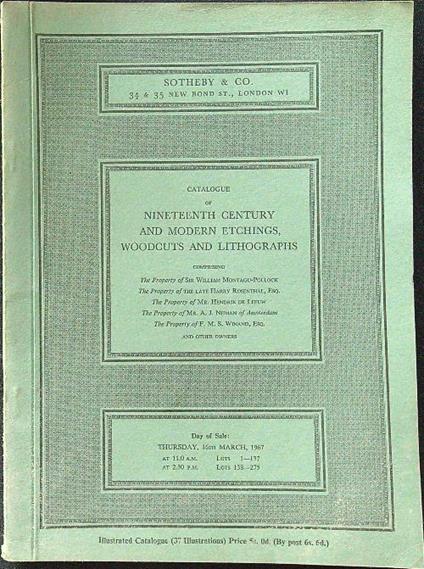 SOTHEBY & CO.
34 & 35 NEW BOND ST., LONDON W1
CATALOGUE
OF
NINETEENTH CENTURY
AND MODERN ETCHINGS,
WOODCUTS AND LITHOGRAPHS
COMPRISING
The Property of SIR WILLIAM MONTAGU-POLLOCK
The Property of THE LATE HARRY ROSENTHAL, ESQ.
The Property of MR. HENDRIK DE LEEUW
The Property of MR. A. J. of Amsterdam
The Property of F. M. S. WINAND, ESQ.
AND OTHER OWNERS
Day of Sale:
THURSDAY, 16TH MARCH, 1967
AT 11.0 A.M. LOTS 1—137
AT 2.30 P.M. LOTS 138—275
Illustrated Catalogue (37 Illustrations) Price 5s. 0d. (By post 6s. 6d.)